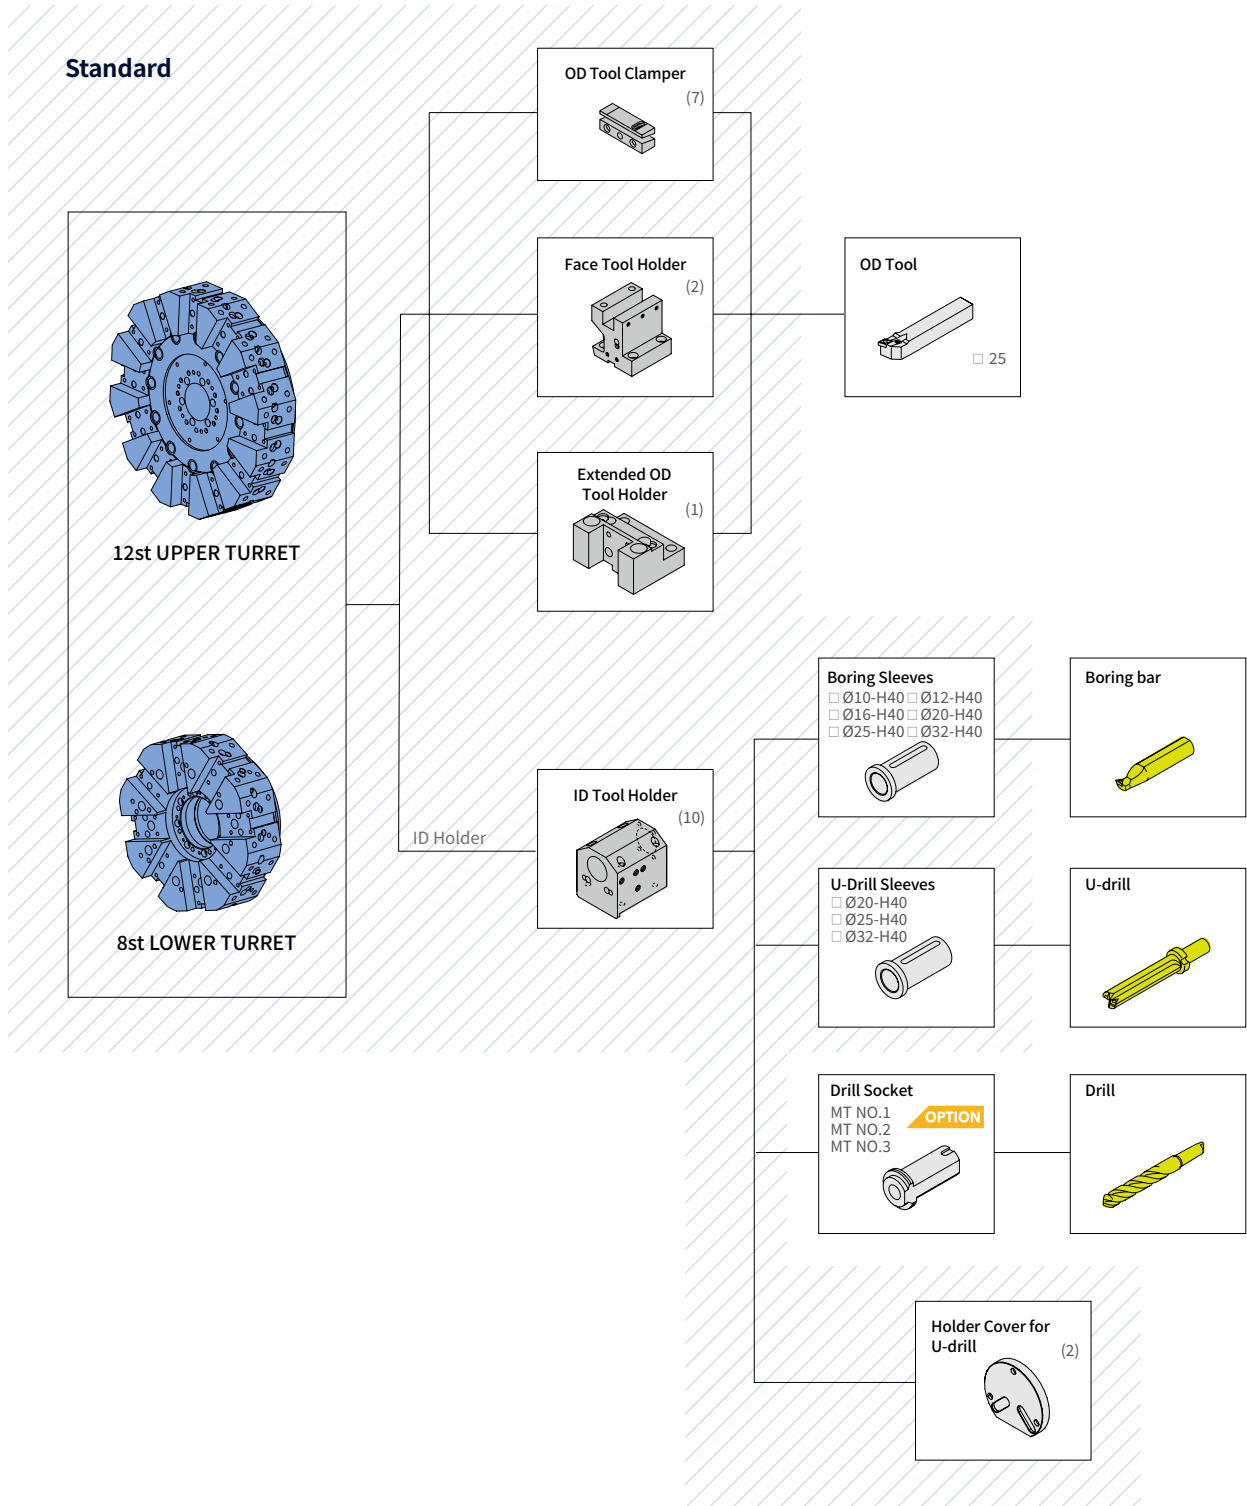 Standard
OD Tool Clamper
(7)
Face Tool Holder
(2)
OD Tool
□ 25
Extended OD
Tool Holder
(1)
12st UPPER TURRET
8st LOWER TURRET
ID Holder
ID Tool Holder
(10)
Boring Sleeves
□ Ø10-H40 □ Ø12-H40
□ Ø16-H40 □ Ø20-H40
□ Ø25-H40 □ Ø32-H40
Boring bar
U-Drill Sleeves
□ Ø20-H40
□ Ø25-H40
□ Ø32-H40
U-drill
Drill Socket
MT NO.1
MT NO.2
MT NO.3
OPTION
Drill
Holder Cover for
U-drill
(2)